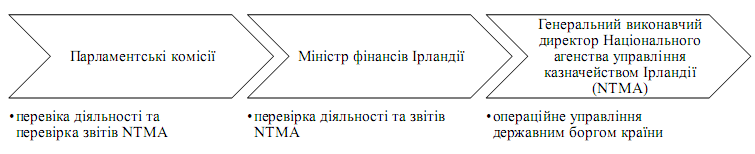 Парламентські комісії
Міністр фінансів Ірландії
Генеральний виконавчий
директор Національного
агенства управління
казначейством Ірландії
(NTMA)
•перевіка діяльності та
перевірка звітів NTMA
•перевірка діяльності та звітів
NTMA
•операційне управління
державним боргом країни